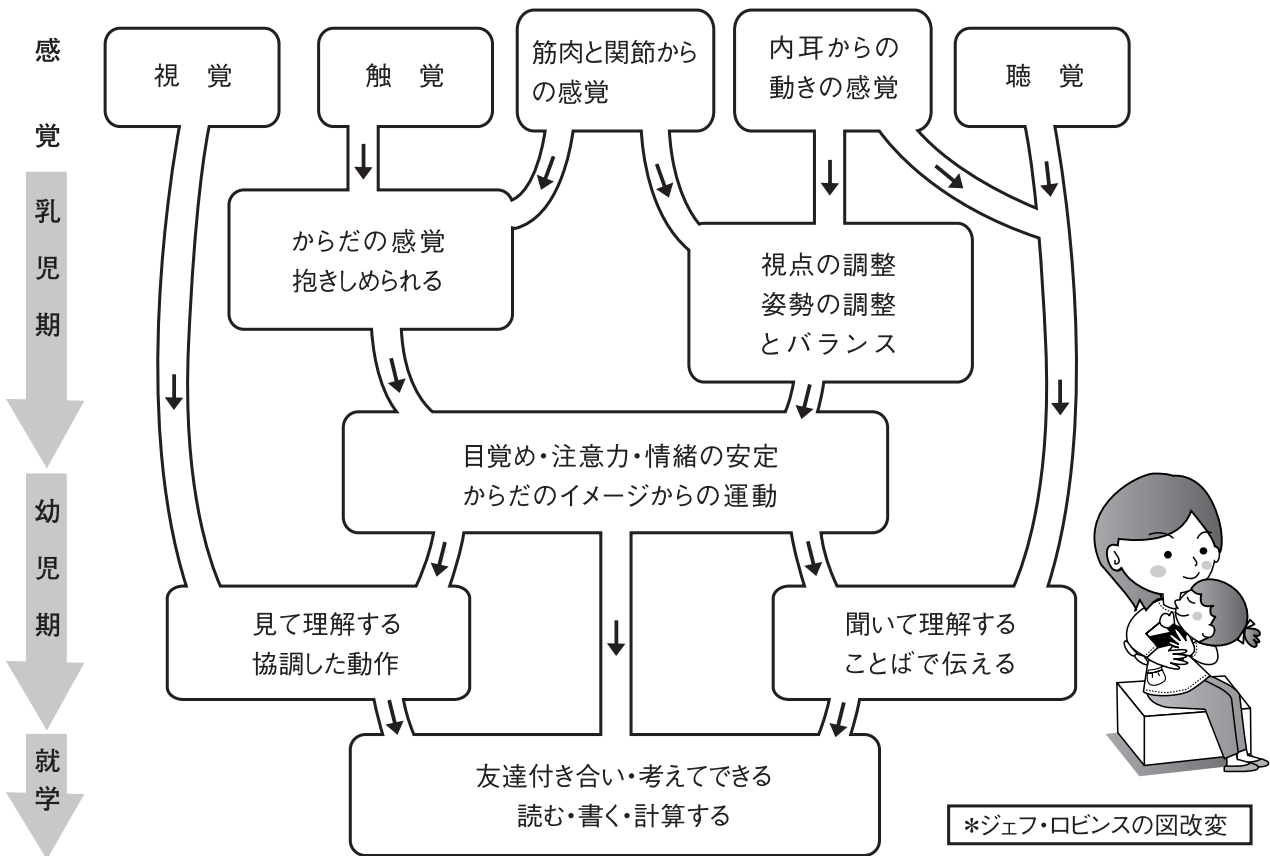 感覚
視 覚
触 覚
筋肉と関節から
の感覚
内耳からの
動きの感覚
聴 覚
乳児期
からだの感覚
抱きしめられる
視点の調整
姿勢の調整
とバランス
目覚め・注意力・情緒の安定
からだのイメージからの運動
幼児期
見て理解する
協調した動作
聞いて理解する
ことばで伝える
就学
友達付き合い・考えてできる
読む・書く・計算する
＊ジェフ・ロビンスの図改変